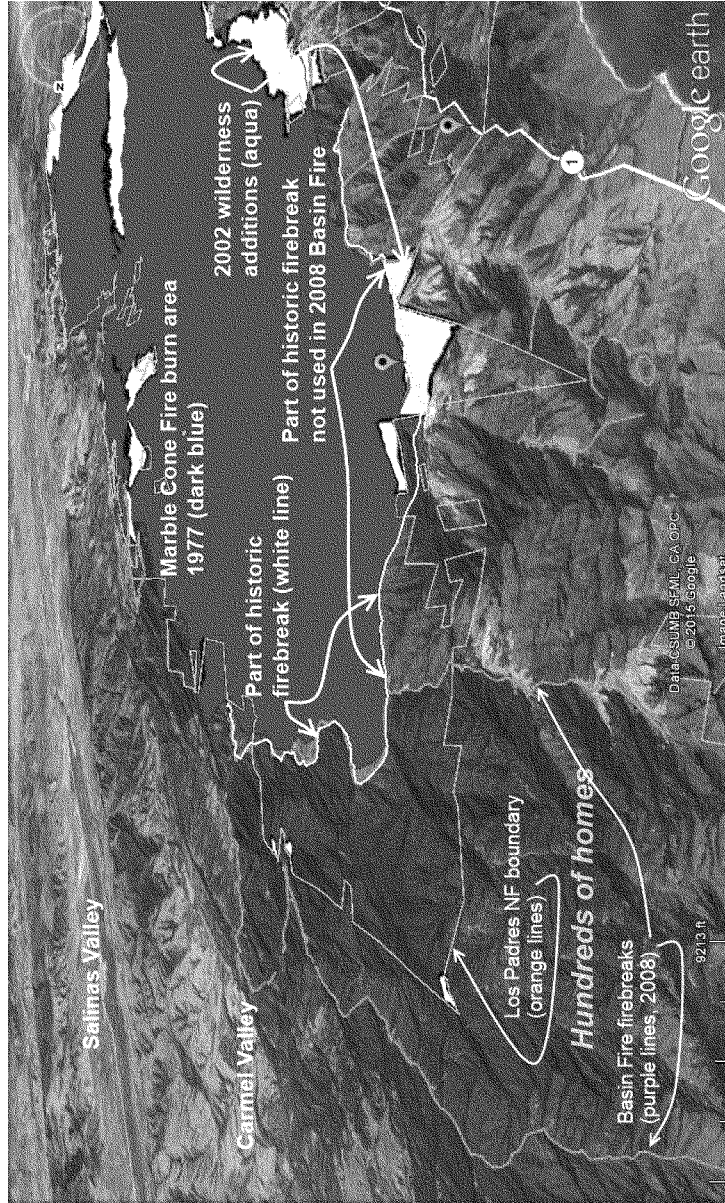 Salinas Valley
Carmel Valley
Marble Cone Fire burn area
1977 (dark blue)
2002 wilderness
additions (aqua)
Part of historic
firebreak (white line)
Part of historic firebreak
not used in 2008 Basin Fire
Los Padres NF boundary
(orange lines)
Hundreds of homes
Basin Fire firebreaks
(purple lines, 2008)
9213 ft
Data CSUMB SFML, CA OPC
© 2015 Google
Google earth
1
N